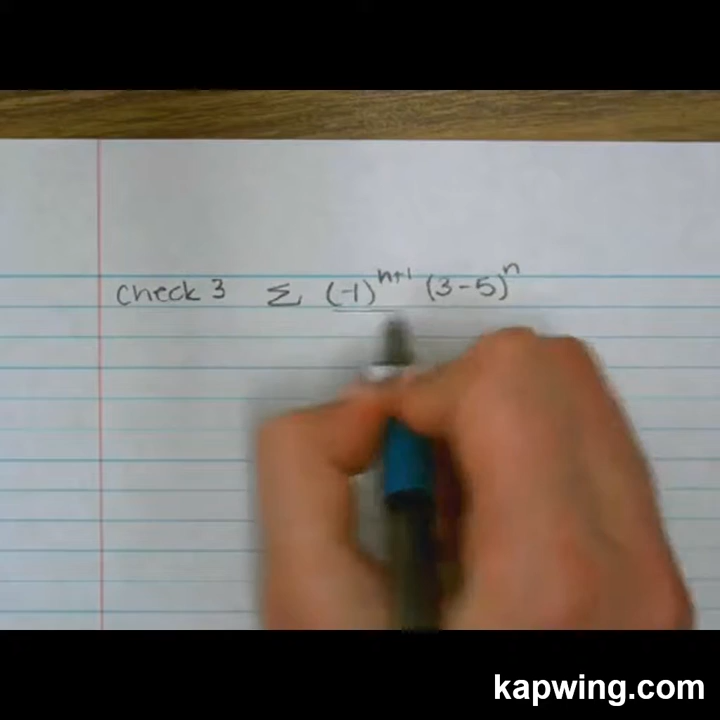 Check 3 Σ (-1)^{n+1} (3-5)^n
kapwing.com